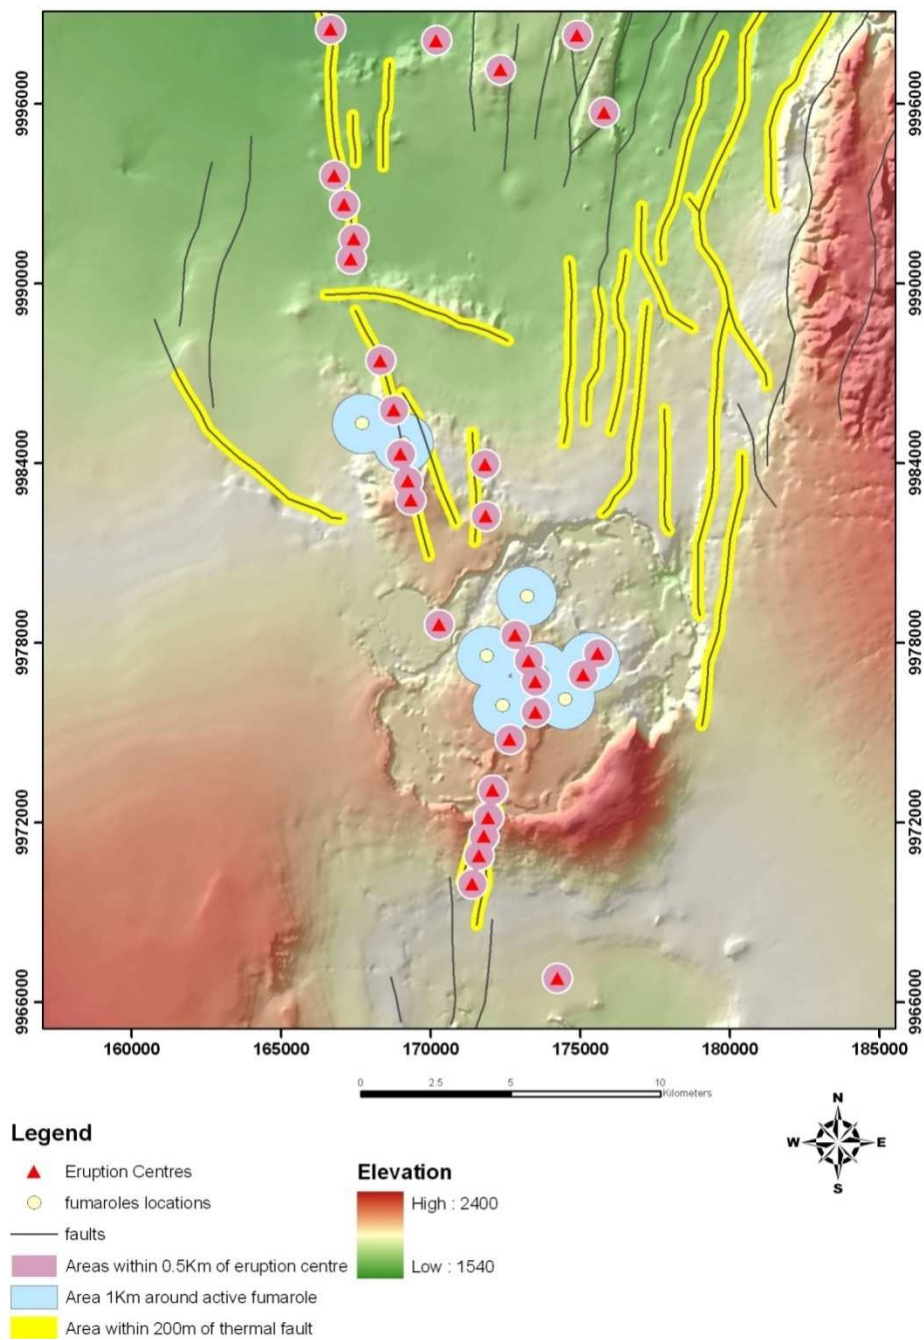 9996000 9996000
9990000 9990000
9984000 9984000
9978000 9978000
9972000 9972000
9966000 9966000
160000 165000 170000 175000 180000 185000
0 2.5 5 10
Kilometers
N
W E
S
Legend
Eruption Centres
fumaroles locations
faults
Areas within 0.5Km of eruption centre
Area 1Km around active fumarole
Area within 200m of thermal fault
Elevation
High : 2400
Low : 1540